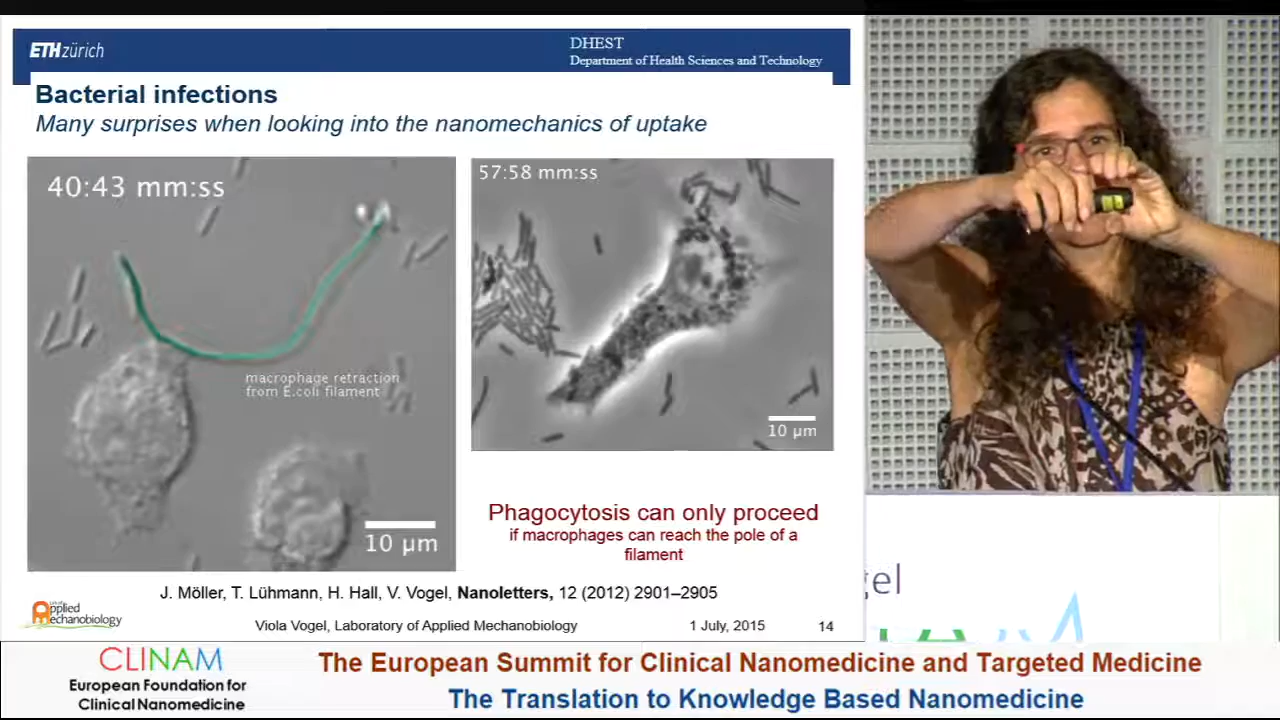 ETHzürich
DHEST
Department of Health Sciences and Technology
Bacterial infections
Many surprises when looking into the nanomechanics of uptake
40:43 mm:ss
57:58 mm:ss
macrophage retraction
from E.coli filament
10 µm
10 µm
Phagocytosis can only proceed
if macrophages can reach the pole of a
filament
J. Möller, T. Lühmann, H. Hall, V. Vogel, Nanoletters, 12 (2012) 2901–2905
Applied
Mechanobiology
Viola Vogel, Laboratory of Applied Mechanobiology
1 July, 2015
14
gel
CLINAM
European Foundation for
Clinical Nanomedicine
The European Summit for Clinical Nanomedicine and Targeted Medicine
The Translation to Knowledge Based Nanomedicine